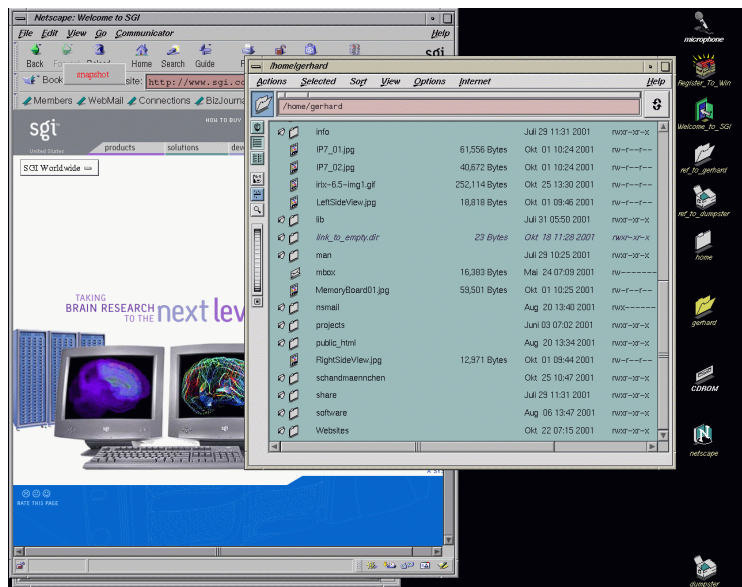 Netscape: Welcome to SGI
File Edit View Go Communicator Help
Back Reload Home Search Guide
Book site: http://www.sgi.co
snapshot
Members WebMail Connections BizJourna
sgi
United States
HOW TO BUY
products solutions dev
SGI Worldwide
TAKING
BRAIN RESEARCH
TO THE
next lev
RATE THIS PAGE
/home/gerhard
Actions Selected Sort View Options Internet Help
/home/gerhard
info Juli 29 11:31 2001 rwxr-xr-x
IP7_01.jpg 61,556 Bytes Okt 01 10:24 2001 rw-r--r--
IP7_02.jpg 40,672 Bytes Okt 01 10:24 2001 rw-r--r--
irix-6.5-img1.gif 252,114 Bytes Okt 25 13:30 2001 rw-r--r--
LeftSideView.jpg 18,818 Bytes Okt 01 09:46 2001 rw-r--r--
lib Juli 31 05:50 2001 rwxr-xr-x
link_to_empty.dir 23 Bytes Okt 18 11:28 2001 rwxr-xr-x
man Juli 29 10:25 2001 rwxr-xr-x
mbox 16,383 Bytes Mai 24 07:09 2001 rw-------
MemoryBoard01.jpg 59,501 Bytes Okt 01 10:25 2001 rw-r--r--
nsmail Aug 20 13:40 2001 rwx------
projects Juni 03 07:02 2001 rwxr-xr-x
public_html Aug 20 13:34 2001 rwxr-xr-x
RightSideView.jpg 12,971 Bytes Okt 01 09:44 2001 rw-r--r--
schandmaennchen Okt 25 10:47 2001 rwxr-xr-x
share Juli 29 11:31 2001 rwxr-xr-x
software Aug 06 13:47 2001 rwxr-xr-x
Websites Okt 22 07:15 2001 rwxr-xr-x
microphone
Register_To_Win
Welcome_to_SGI
ref_to_gerhard
ref_to_dumpster
home
gerhard
CDROM
netscape
dumpster